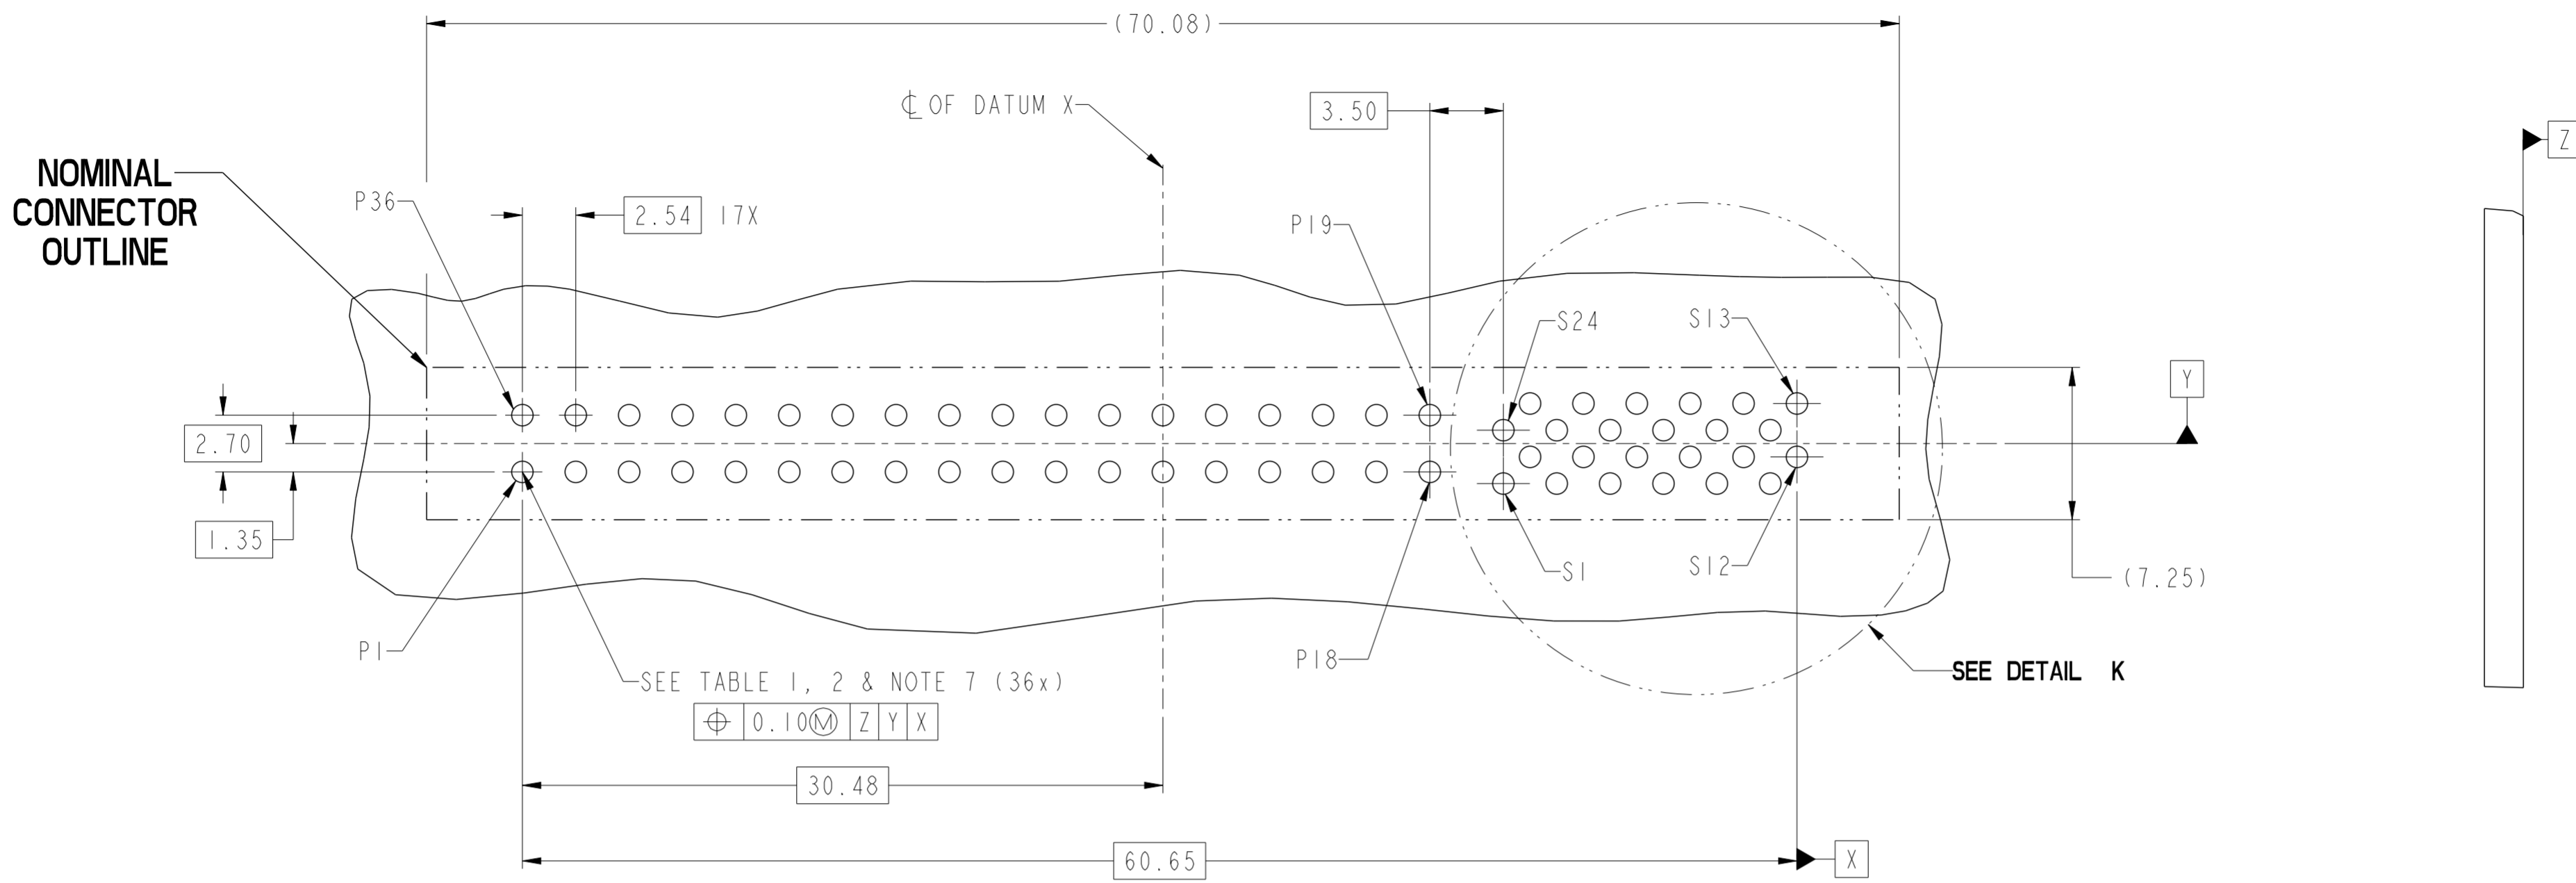 (70.08)
℄ OF DATUM X
3.50
Z
NOMINAL
CONNECTOR
OUTLINE
P36
2.54 17X
P19
S24
S13
Y
2.70
1.35
S1
S12
(7.25)
P1
P18
SEE DETAIL K
SEE TABLE 1, 2 & NOTE 7 (36x)
⌖ 0.10Ⓜ Z Y X
30.48
60.65
X